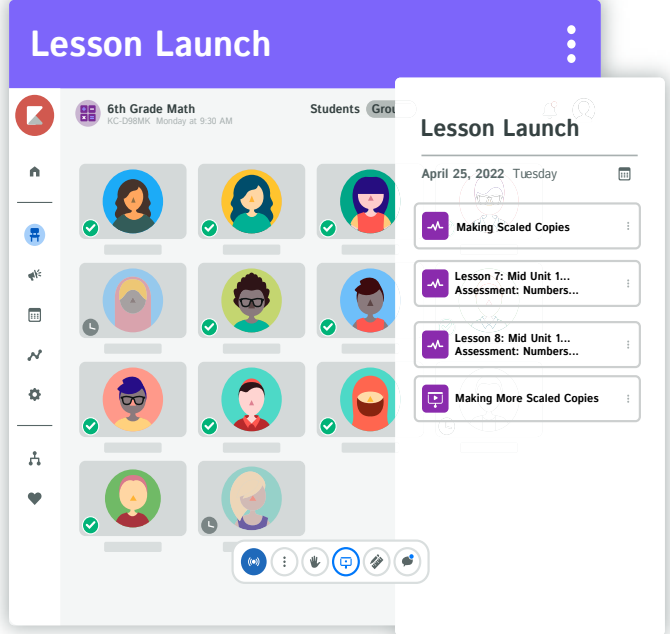 Lesson Launch
6th Grade Math
KC-D98MK Monday at 9:30 AM
Students Grou
Lesson Launch
April 25, 2022 Tuesday
Making Scaled Copies
Lesson 7: Mid Unit 1...
Assessment: Numbers...
Lesson 8: Mid Unit 1...
Assessment: Numbers...
Making More Scaled Copies